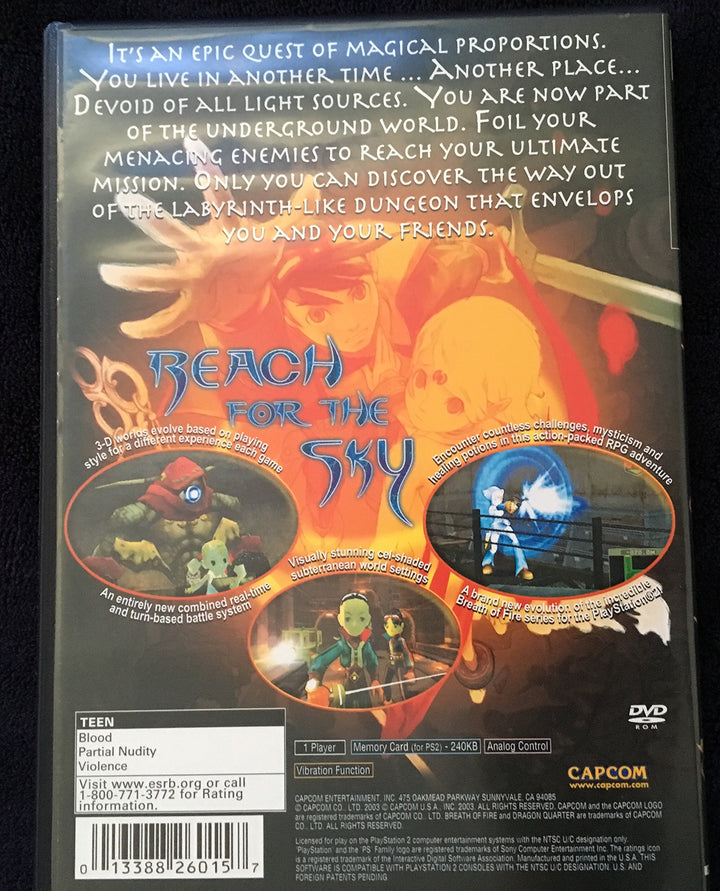 IT'S AN EPIC QUEST OF MAGICAL PROPORTIONS.
YOU LIVE IN ANOTHER TIME ... ANOTHER PLACE...
DEVOID OF ALL LIGHT SOURCES. YOU ARE NOW PART
OF THE UNDERGROUND WORLD. FOIL YOUR
MENACING ENEMIES TO REACH YOUR ULTIMATE
MISSION. ONLY YOU CAN DISCOVER THE WAY OUT
OF THE LABYRINTH-LIKE DUNGEON THAT ENVELOPS
YOU AND YOUR FRIENDS.
REACH
FOR THE
SKY
3-D worlds evolve based on playing
style for a different experience each game
Encounter countless challenges, mysticism and
healing potions in this action-packed RPG adventure
An entirely new combined real-time
and turn-based battle system
Visually stunning cel-shaded
subterranean world settings
A brand new evolution of the incredible
Breath of Fire series for the PlayStation®2
TEEN
Blood
Partial Nudity
Violence
Visit www.esrb.org or call
1-800-771-3772 for Rating
information.
1 Player
Memory Card (for PS2) - 240KB
Analog Control
Vibration Function
DVD
ROM
CAPCOM
www.capcom.com
CAPCOM ENTERTAINMENT, INC. 475 OAKMEAD PARKWAY SUNNYVALE, CA 94085
© CAPCOM CO., LTD. 2003 © CAPCOM U.S.A., INC. 2003. ALL RIGHTS RESERVED. CAPCOM and the CAPCOM LOGO
are registered trademarks of CAPCOM CO., LTD. BREATH OF FIRE and DRAGON QUARTER are trademarks of CAPCOM
CO., LTD. ALL RIGHTS RESERVED.
Licensed for play on the PlayStation 2 computer entertainment systems with the NTSC U/C designation only.
"PlayStation" and the "PS" Family logo are registered trademarks of Sony Computer Entertainment Inc. The ratings icon
is a registered trademark of the Interactive Digital Software Association. Manufactured and printed in the U.S.A. THIS
SOFTWARE IS COMPATIBLE WITH PLAYSTATION 2 CONSOLES WITH THE NTSC U/C DESIGNATION. U.S. AND
FOREIGN PATENTS PENDING
0 13388 26015 7